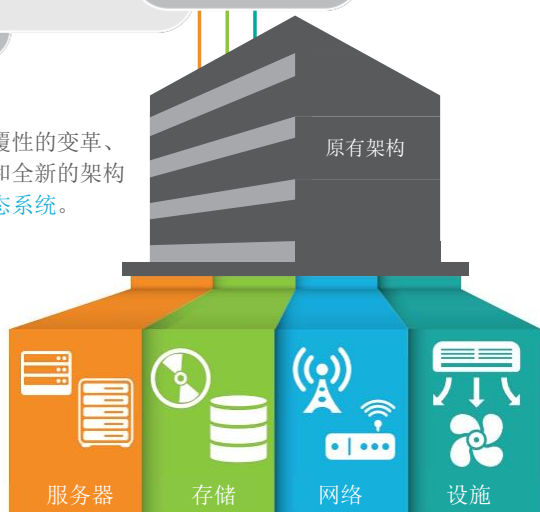 覆性的变革、
和全新的架构
态系统。
原有架构
服务器
存储
网络
设施